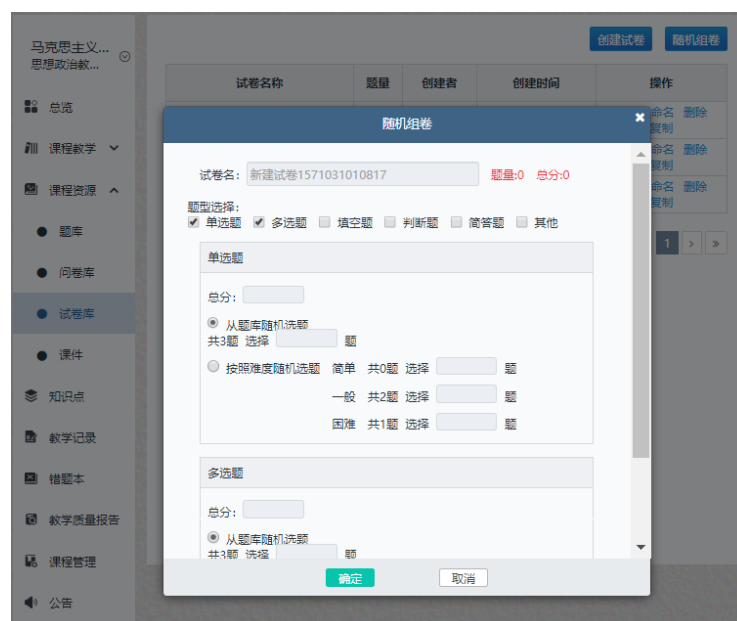 马克思主义...
思想政治教...
总览
课程教学
课程资源
题库
问卷库
试卷库
课件
知识点
教学记录
错题本
教学质量报告
课程管理
公告
创建试卷 随机组卷
试卷名称 题量 创建者 创建时间 操作
命名 删除
复制
命名 删除
复制
命名 删除
复制
1 > »
随机组卷 ×
试卷名: 新建试卷1571031010817 题量:0 总分:0
题型选择:
单选题 多选题 填空题 判断题 简答题 其他
单选题
总分:
从题库随机选题
共3题 选择 题
按照难度随机选题 简单 共0题 选择 题
一般 共2题 选择 题
困难 共1题 选择 题
多选题
总分:
从题库随机选题
共3题 选择 题
确定 取消